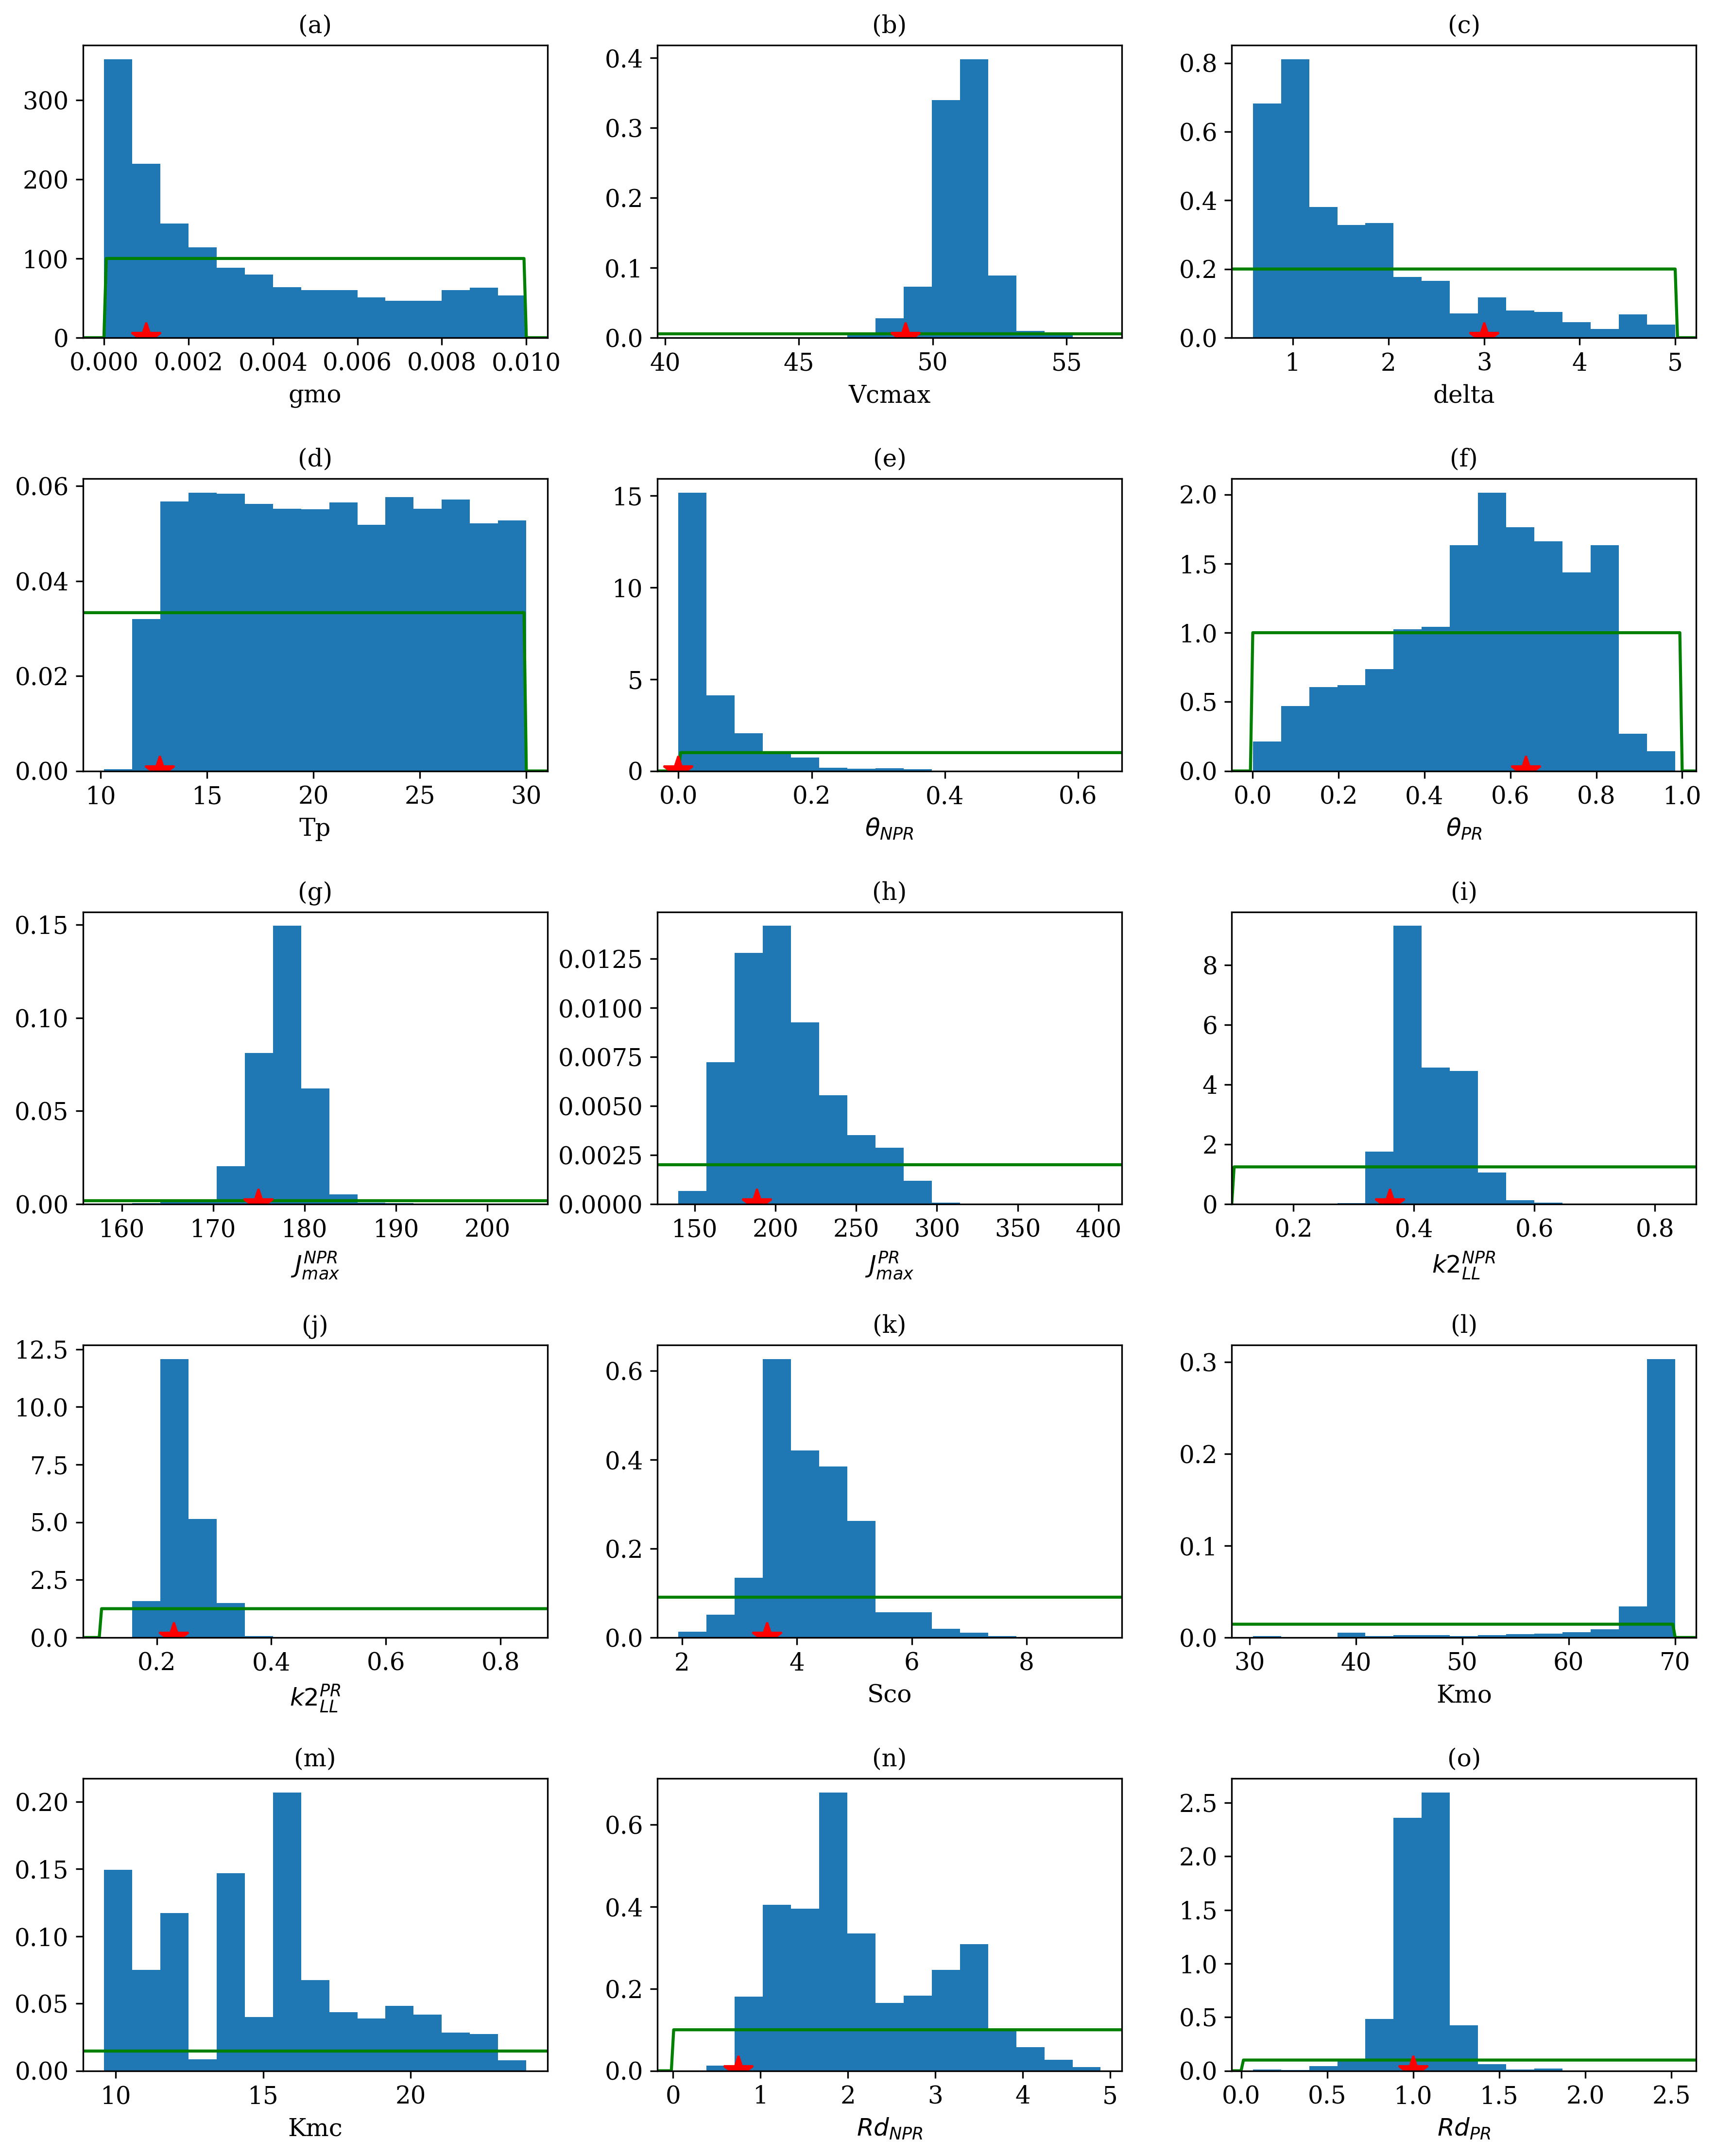 (a) (b) (c)
300 200 100 0
0.4 0.3 0.2 0.1 0.0
0.8 0.6 0.4 0.2 0.0
0.000 0.002 0.004 0.006 0.008 0.010
40 45 50 55
1 2 3 4 5
gmo Vcmax delta
(d) (e) (f)
0.06 0.04 0.02 0.00
15 10 5 0
2.0 1.5 1.0 0.5 0.0
10 15 20 25 30
0.0 0.2 0.4 0.6
0.0 0.2 0.4 0.6 0.8 1.0
Tp θNPR θPR
(g) (h) (i)
0.15 0.10 0.05 0.00
0.0125 0.0100 0.0075 0.0050 0.0025 0.0000
8 6 4 2 0
160 170 180 190 200
150 200 250 300 350 400
0.2 0.4 0.6 0.8
J^NPR_max J^PR_max k2^NPR_LL
(j) (k) (l)
12.5 10.0 7.5 5.0 2.5 0.0
0.6 0.4 0.2 0.0
0.3 0.2 0.1 0.0
0.2 0.4 0.6 0.8
2 4 6 8
30 40 50 60 70
k2^PR_LL Sco Kmo
(m) (n) (o)
0.20 0.15 0.10 0.05 0.00
0.6 0.4 0.2 0.0
2.5 2.0 1.5 1.0 0.5 0.0
10 15 20
0 1 2 3 4 5
0.0 0.5 1.0 1.5 2.0 2.5
Kmc RdNPR RdPR